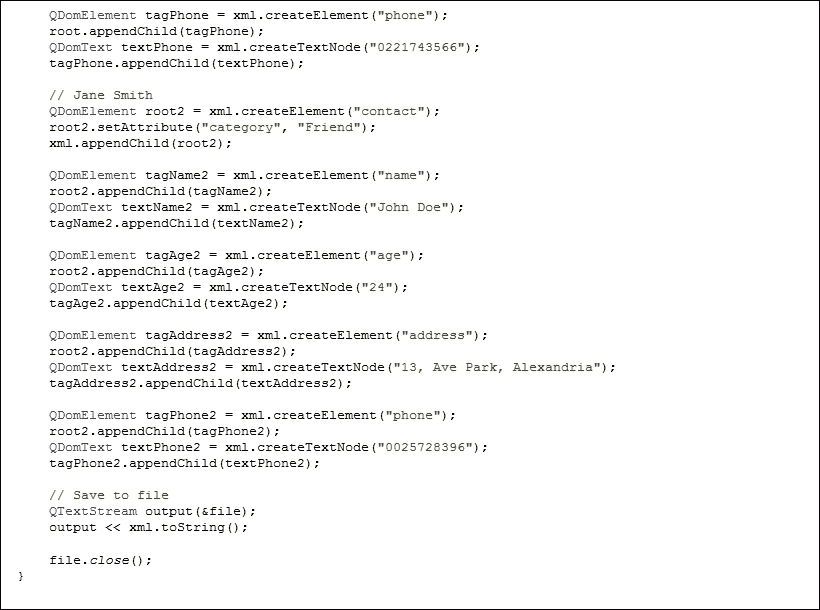 QDomElement tagPhone = xml.createElement("phone");
root.appendChild(tagPhone);
QDomText textPhone = xml.createTextNode("0221743566");
tagPhone.appendChild(textPhone);
// Jane Smith
QDomElement root2 = xml.createElement("contact");
root2.setAttribute("category", "Friend");
xml.appendChild(root2);
QDomElement tagName2 = xml.createElement("name");
root2.appendChild(tagName2);
QDomText textName2 = xml.createTextNode("John Doe");
tagName2.appendChild(textName2);
QDomElement tagAge2 = xml.createElement("age");
root2.appendChild(tagAge2);
QDomText textAge2 = xml.createTextNode("24");
tagAge2.appendChild(textAge2);
QDomElement tagAddress2 = xml.createElement("address");
root2.appendChild(tagAddress2);
QDomText textAddress2 = xml.createTextNode("13, Ave Park, Alexandria");
tagAddress2.appendChild(textAddress2);
QDomElement tagPhone2 = xml.createElement("phone");
root2.appendChild(tagPhone2);
QDomText textPhone2 = xml.createTextNode("0025728396");
tagPhone2.appendChild(textPhone2);
// Save to file
QTextStream output(&file);
output << xml.toString();
file.close();
}